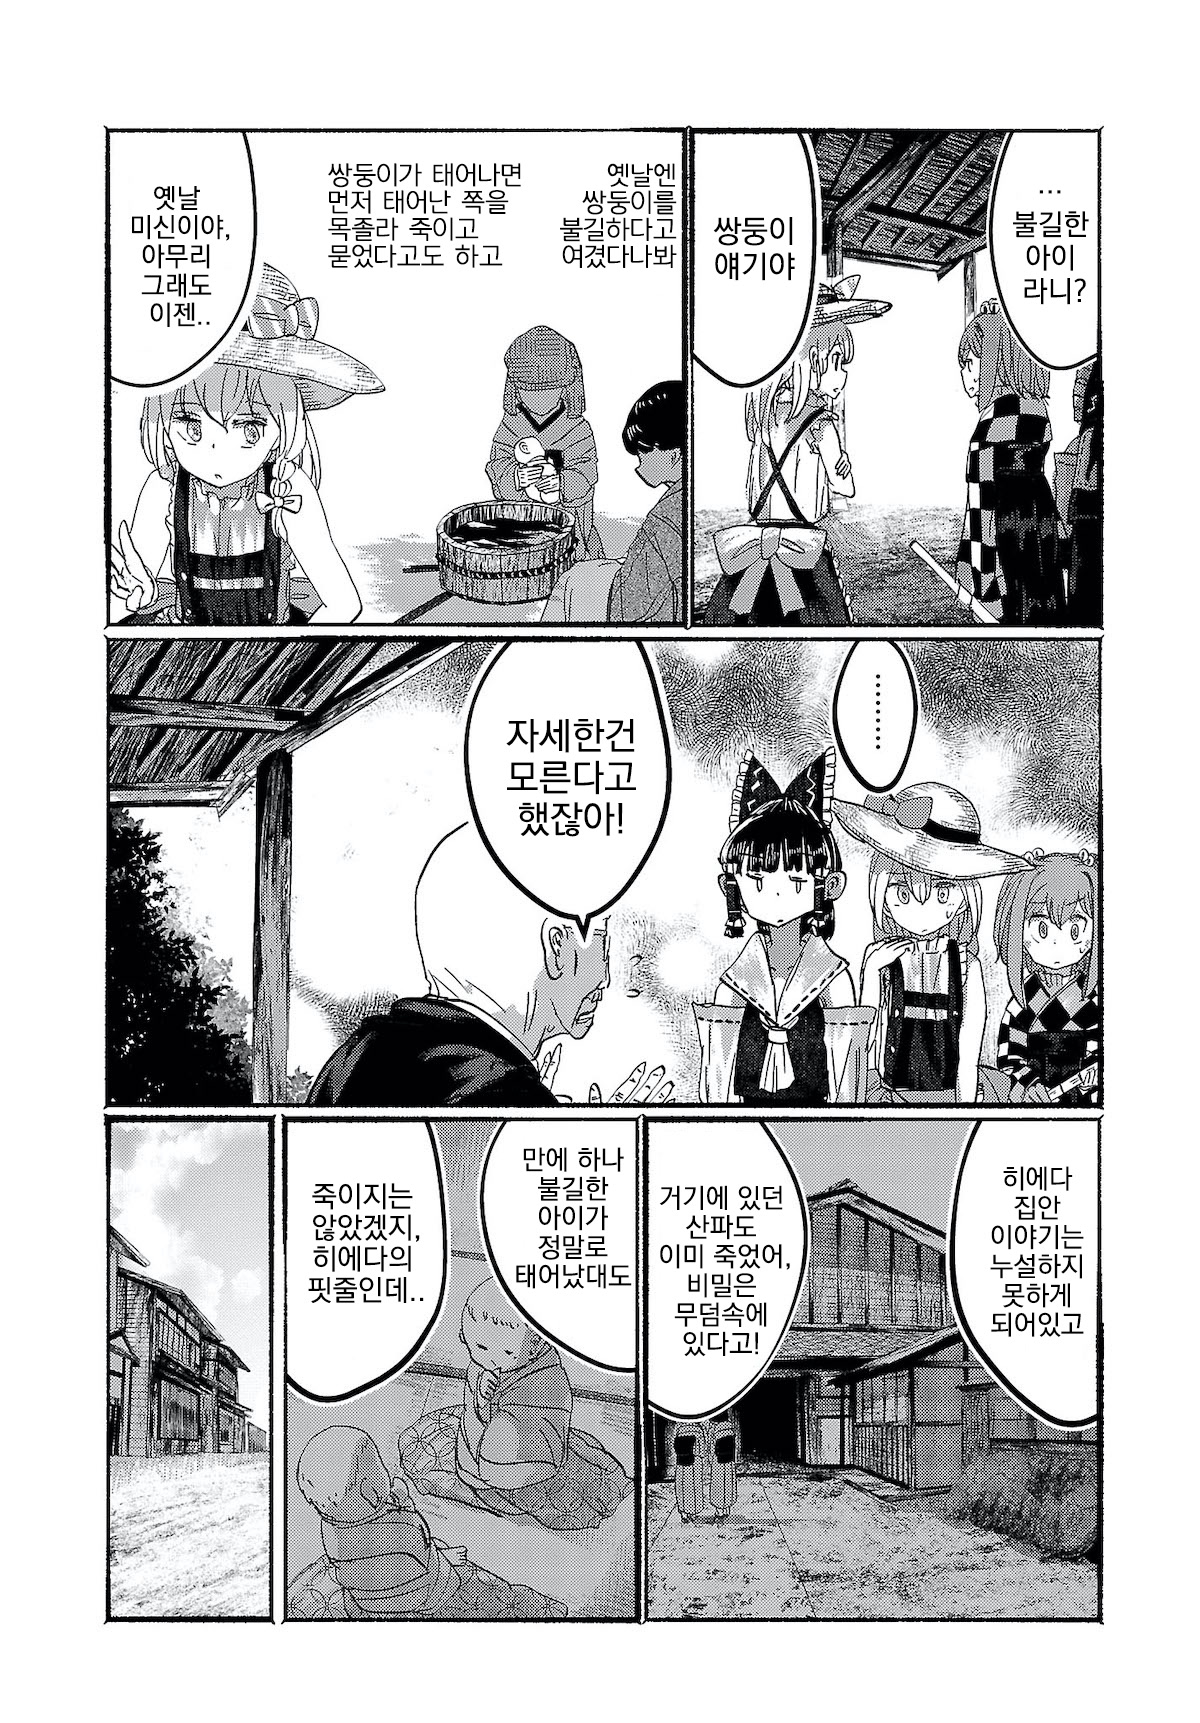 ...
불길한
아이
라니?
쌍둥이
얘기야
옛날엔
쌍둥이를
불길하다고
여겼다나봐
쌍둥이가 태어나면
먼저 태어난 쪽을
목졸라 죽이고
묻었다고도 하고
옛날
미신이야,
아무리
그래도
이젠..
.........
자세한건
모른다고
했잖아!
히에다
집안
이야기는
누설하지
못하게
되어있고
거기에 있던
산파도
이미 죽었어,
비밀은
무덤속에
있다고!
만에 하나
불길한
아이가
정말로
태어났대도
죽이지는
않았겠지,
히에다의
핏줄인데..